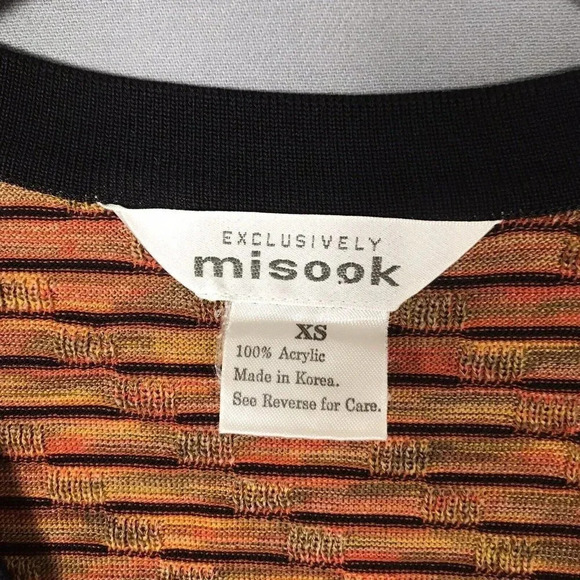 EXCLUSIVELY
misook
XS
100% Acrylic
Made in Korea.
See Reverse for Care.